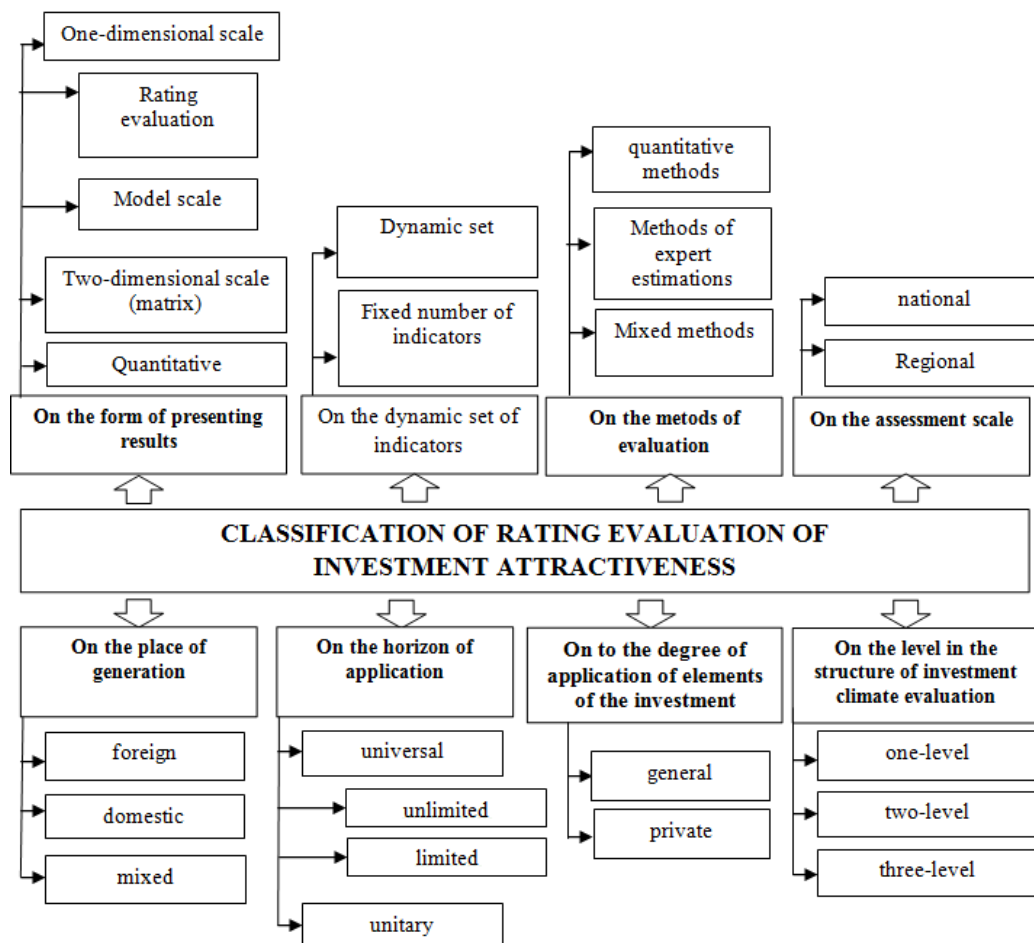 One-dimensional scale
Rating
evaluation
Model scale
Two-dimensional scale
(matrix)
Quantitative
On the form of presenting
results
Dynamic set
Fixed number of
indicators
On the dynamic set of
indicators
quantitative
methods
Methods of
expert
estimations
Mixed methods
On the metods of
evaluation
national
Regional
On the assessment scale
CLASSIFICATION OF RATING EVALUATION OF
INVESTMENT ATTRACTIVENESS
On the place of
generation
foreign
domestic
mixed
On the horizon of
application
universal
unlimited
limited
unitary
On to the degree of
application of elements
of the investment
general
private
On the level in the
structure of investment
climate evaluation
one-level
two-level
three-level